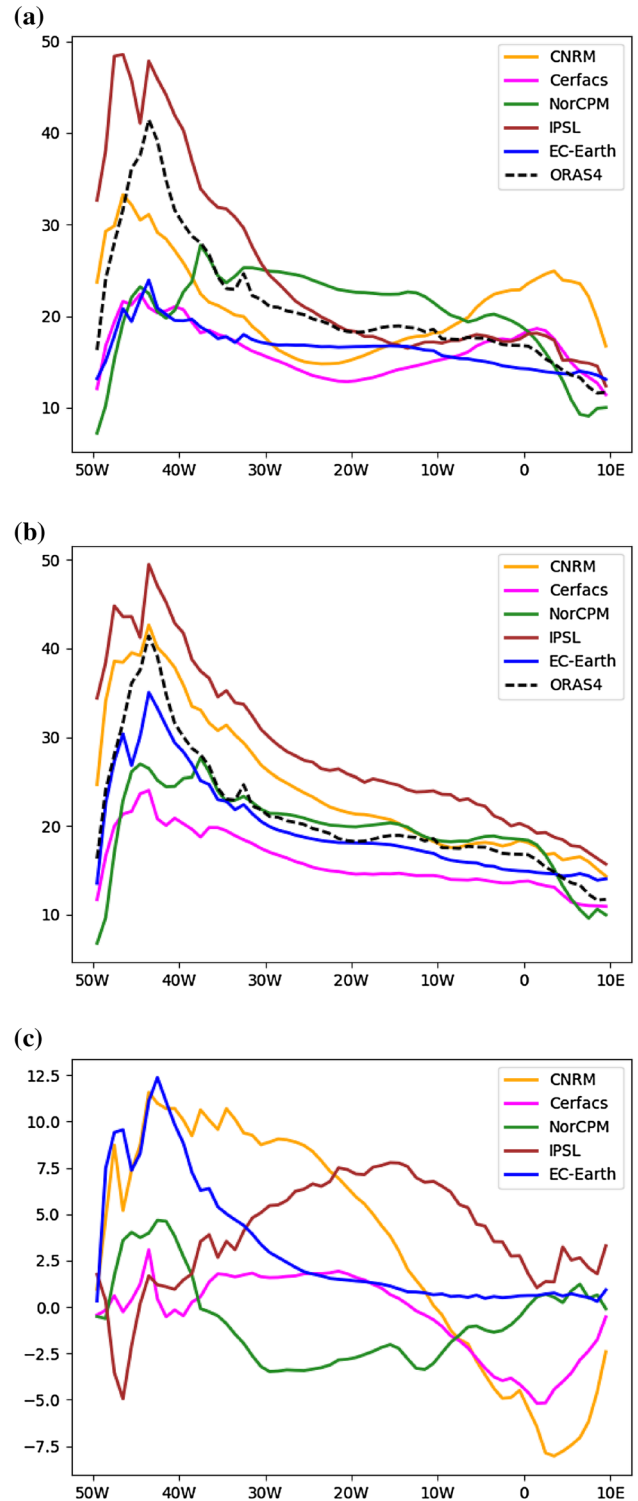 (a)
50
40
30
20
10
CNRM
Cerfacs
NorCPM
IPSL
EC-Earth
ORAS4
50W 40W 30W 20W 10W 0 10E
(b)
50
40
30
20
10
CNRM
Cerfacs
NorCPM
IPSL
EC-Earth
ORAS4
50W 40W 30W 20W 10W 0 10E
(c)
12.5
10.0
7.5
5.0
2.5
0.0
−2.5
−5.0
−7.5
CNRM
Cerfacs
NorCPM
IPSL
EC-Earth
50W 40W 30W 20W 10W 0 10E